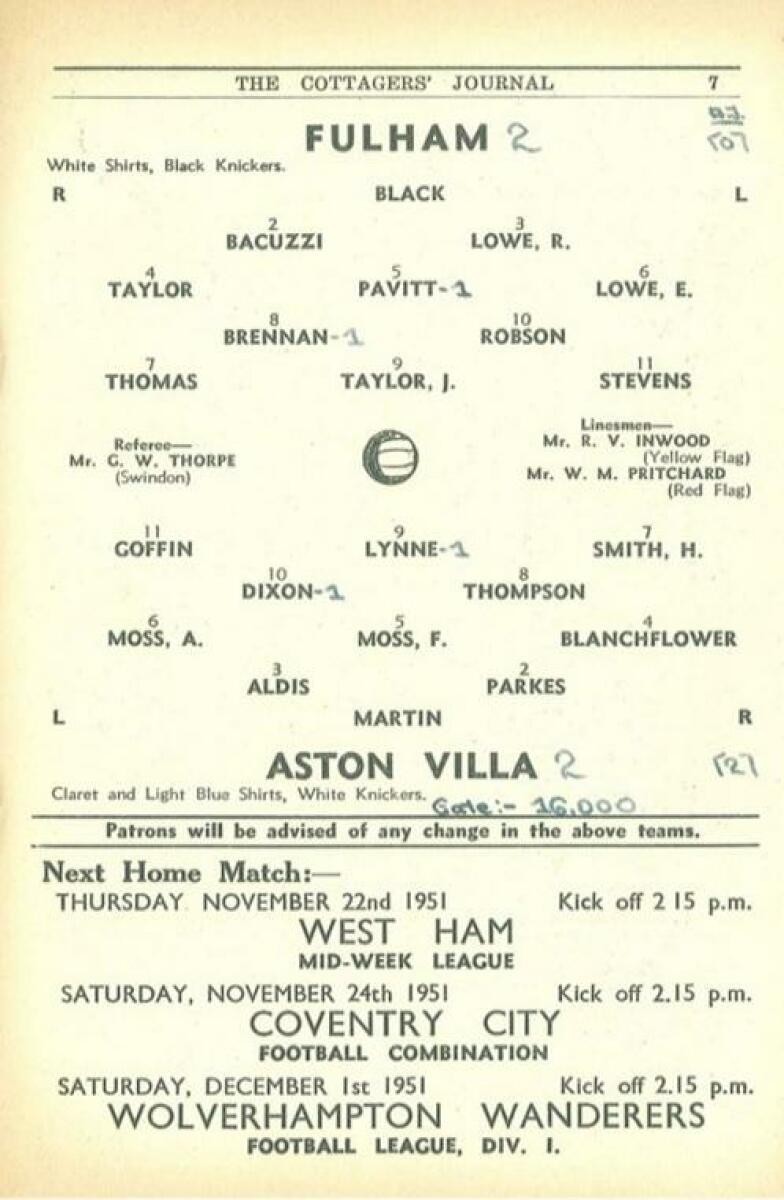 THE COTTAGERS' JOURNAL 7
H.T.
FULHAM 2 (0)
White Shirts, Black Knickers.
R BLACK L
2 3
BACUZZI LOWE, R.
4 5 6
TAYLOR PAVITT-1 LOWE, E.
8 10
BRENNAN-1 ROBSON
7 9 11
THOMAS TAYLOR, J. STEVENS
Referee—
Mr. G. W. THORPE
(Swindon)
Linesmen—
Mr. R. V. INWOOD
(Yellow Flag)
Mr. W. M. PRITCHARD
(Red Flag)
11 9 7
GOFFIN LYNNE-1 SMITH, H.
10 8
DIXON-1 THOMPSON
6 5 4
MOSS, A. MOSS, F. BLANCHFLOWER
3 2
ALDIS PARKES
L MARTIN R
ASTON VILLA 2 (2)
Claret and Light Blue Shirts, White Knickers. Gate:- 16,000
Patrons will be advised of any change in the above teams.
Next Home Match:—
THURSDAY NOVEMBER 22nd 1951 Kick off 2 15 p.m.
WEST HAM
MID-WEEK LEAGUE
SATURDAY, NOVEMBER 24th 1951 Kick off 2.15 p.m.
COVENTRY CITY
FOOTBALL COMBINATION
SATURDAY, DECEMBER 1st 1951 Kick off 2.15 p.m.
WOLVERHAMPTON WANDERERS
FOOTBALL LEAGUE, DIV. I.